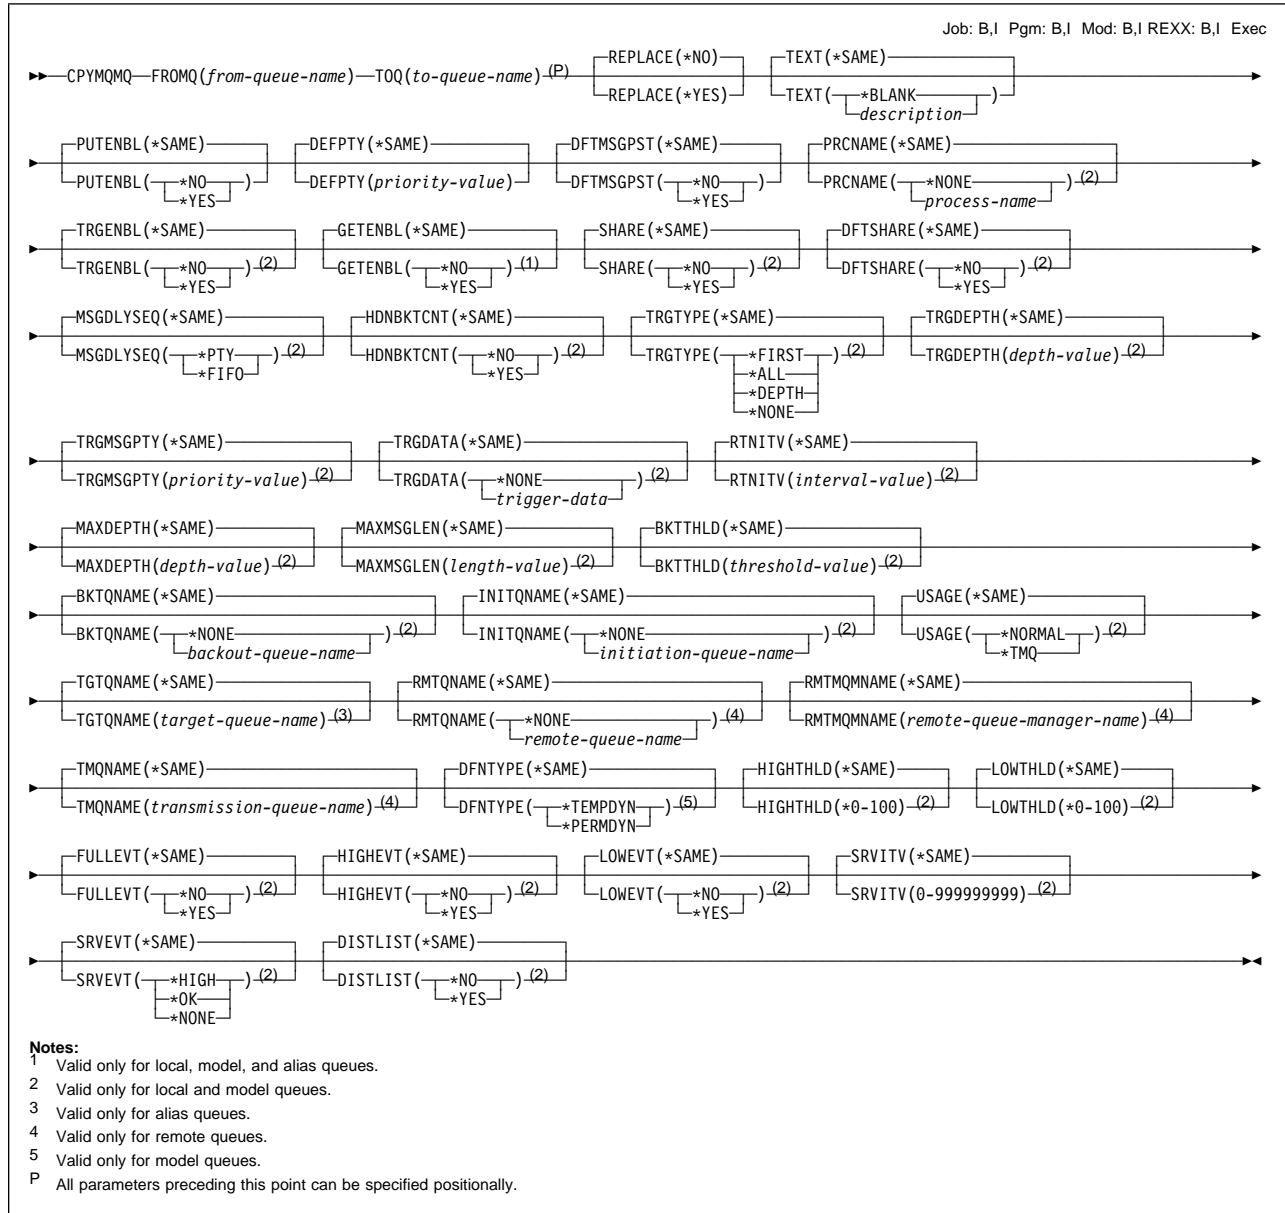 Job: B,I Pgm: B,I Mod: B,I REXX: B,I Exec
REPLACE(*NO) TEXT(*SAME)
CPYMQMQ FROMQ(from-queue-name) TOQ(to-queue-name) (P)
REPLACE(*YES) TEXT( *BLANK )
description
PUTENBL(*SAME) DEFPTY(*SAME) DFTMSGPST(*SAME) PRCNAME(*SAME)
PUTENBL( *NO ) DEFPTY(priority-value) DFTMSGPST( *NO ) PRCNAME( *NONE ) (2)
*YES *YES process-name
TRGENBL(*SAME) GETENBL(*SAME) SHARE(*SAME) DFTSHARE(*SAME)
TRGENBL( *NO ) (2) GETENBL( *NO ) (1) SHARE( *NO ) (2) DFTSHARE( *NO ) (2)
*YES *YES *YES *YES
MSGDLYSEQ(*SAME) HDNBKTCNT(*SAME) TRGTYPE(*SAME) TRGDEPTH(*SAME)
MSGDLYSEQ( *PTY ) (2) HDNBKTCNT( *NO ) (2) TRGTYPE( *FIRST ) (2) TRGDEPTH(depth-value) (2)
*FIFO *YES *ALL
*DEPTH
*NONE
TRGMSGPTY(*SAME) TRGDATA(*SAME) RTNITV(*SAME)
TRGMSGPTY(priority-value) (2) TRGDATA( *NONE ) (2) RTNITV(interval-value) (2)
trigger-data
MAXDEPTH(*SAME) MAXMSGLEN(*SAME) BKTTHLD(*SAME)
MAXDEPTH(depth-value) (2) MAXMSGLEN(length-value) (2) BKTTHLD(threshold-value) (2)
BKTQNAME(*SAME) INITQNAME(*SAME) USAGE(*SAME)
BKTQNAME( *NONE ) (2) INITQNAME( *NONE ) (2) USAGE( *NORMAL ) (2)
backout-queue-name initiation-queue-name *TMQ
TGTQNAME(*SAME) RMTQNAME(*SAME) RMTMQMNAME(*SAME)
TGTQNAME(target-queue-name) (3) RMTQNAME( *NONE ) (4) RMTMQMNAME(remote-queue-manager-name) (4)
remote-queue-name
TMQNAME(*SAME) DFNTYPE(*SAME) HIGHTHLD(*SAME) LOWTHLD(*SAME)
TMQNAME(transmission-queue-name) (4) DFNTYPE( *TEMPDYN ) (5) HIGHTHLD(*0-100) (2) LOWTHLD(*0-100) (2)
*PERMDYN
FULLEVT(*SAME) HIGHEVT(*SAME) LOWEVT(*SAME) SRVITV(*SAME)
FULLEVT( *NO ) (2) HIGHEVT( *NO ) (2) LOWEVT( *NO ) (2) SRVITV(0-999999999) (2)
*YES *YES *YES
SRVEVT(*SAME) DISTLIST(*SAME)
SRVEVT( *HIGH ) (2) DISTLIST( *NO ) (2)
*OK *YES
*NONE
Notes:
1 Valid only for local, model, and alias queues.
2 Valid only for local and model queues.
3 Valid only for alias queues.
4 Valid only for remote queues.
5 Valid only for model queues.
P All parameters preceding this point can be specified positionally.